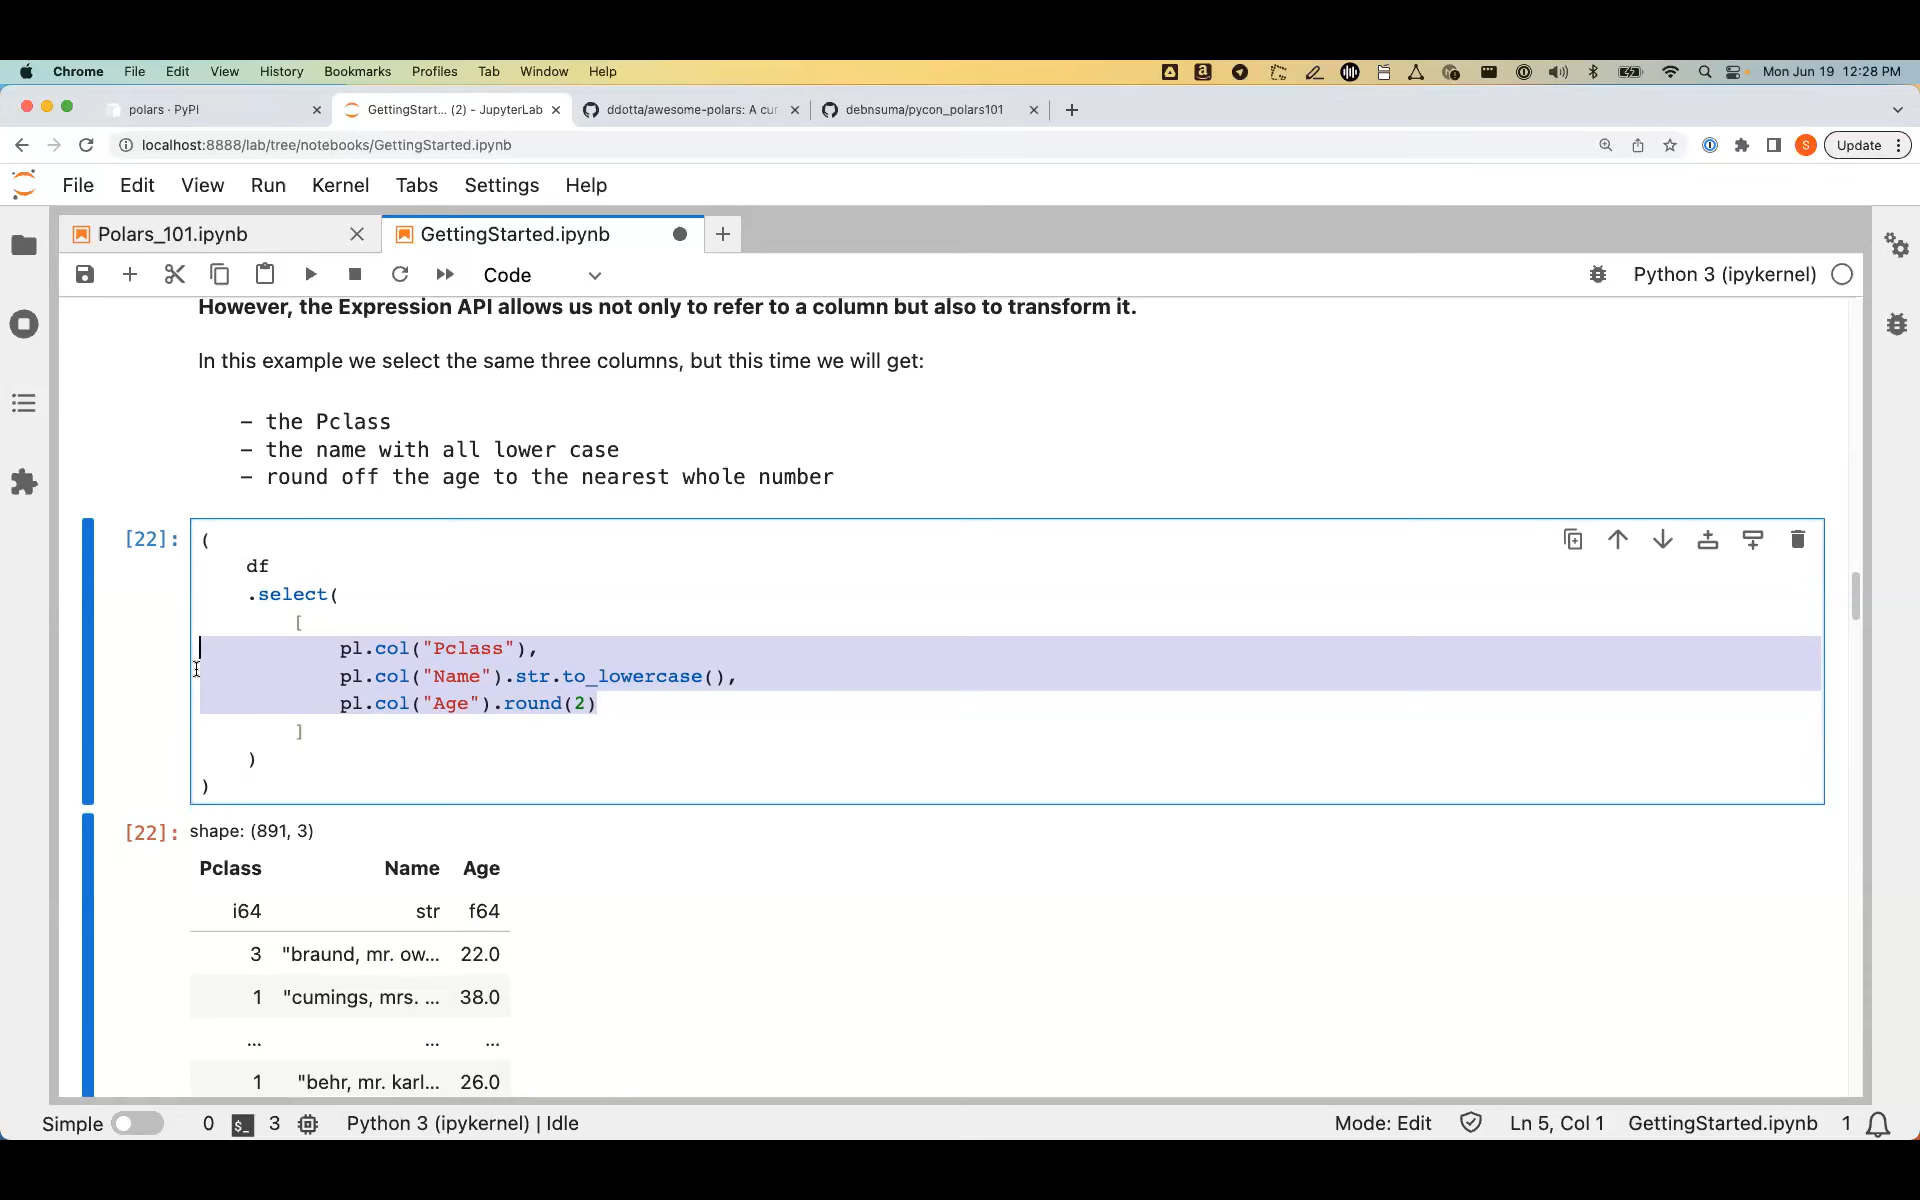 Chrome File Edit View History Bookmarks Profiles Tab Window Help Mon Jun 19 12:28 PM
polars · PyPI GettingStart... (2) - JupyterLab ddotta/awesome-polars: A cur debnsuma/pycon_polars101
localhost:8888/lab/tree/notebooks/GettingStarted.ipynb S Update
File Edit View Run Kernel Tabs Settings Help
Polars_101.ipynb GettingStarted.ipynb
Code Python 3 (ipykernel)
However, the Expression API allows us not only to refer to a column but also to transform it.
In this example we select the same three columns, but this time we will get:
– the Pclass
– the name with all lower case
– round off the age to the nearest whole number
[22]: (
df
.select(
[
pl.col("Pclass"),
pl.col("Name").str.to_lowercase(),
pl.col("Age").round(2)
]
)
)
[22]: shape: (891, 3)
Pclass Name Age
i64 str f64
3 "braund, mr. ow... 22.0
1 "cumings, mrs. ... 38.0
... ... ...
1 "behr, mr. karl... 26.0
Simple 0 $_ 3 Python 3 (ipykernel) | Idle Mode: Edit Ln 5, Col 1 GettingStarted.ipynb 1